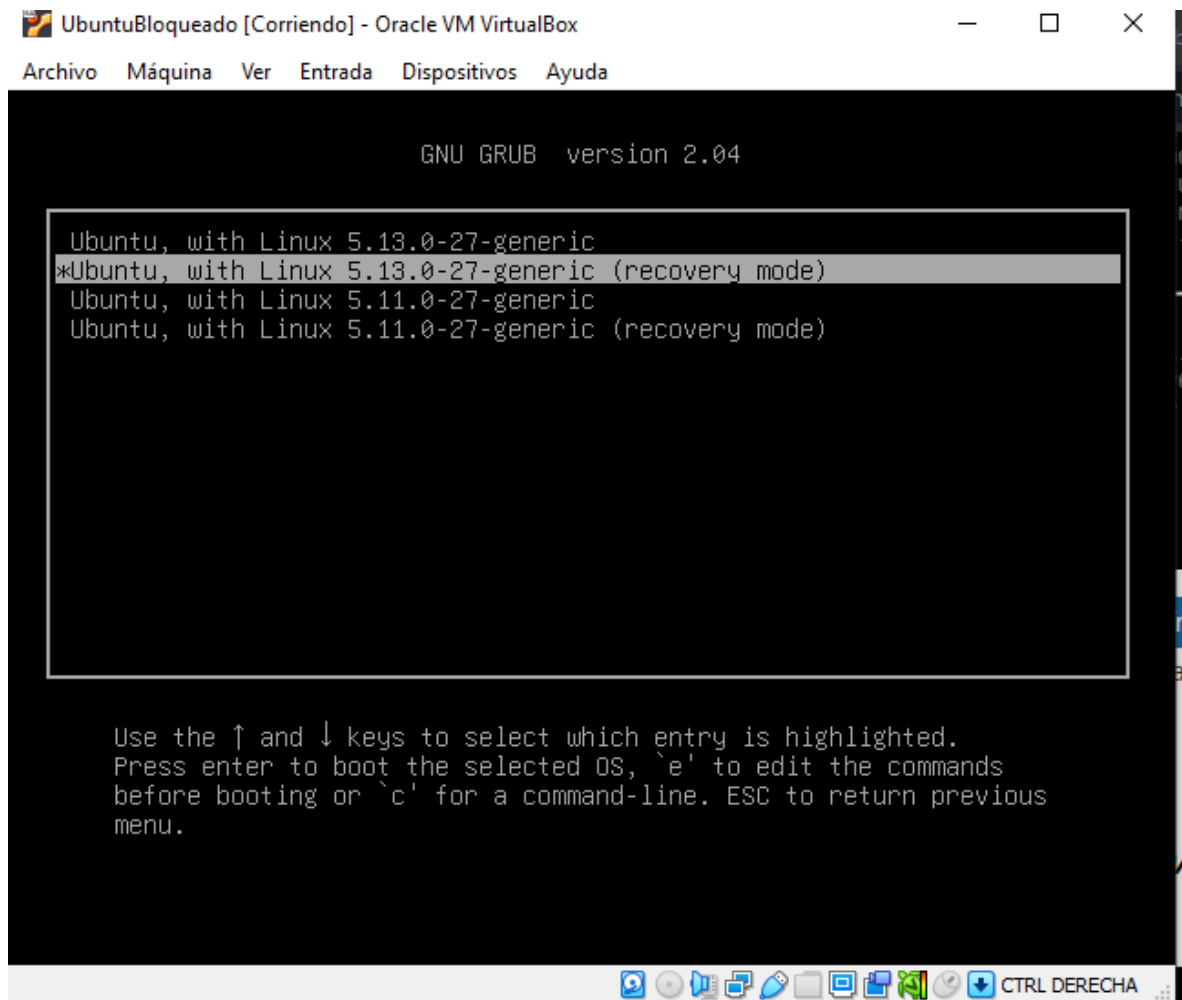 UbuntuBloqueado [Corriendo] - Oracle VM VirtualBox
Archivo Máquina Ver Entrada Dispositivos Ayuda
GNU GRUB version 2.04
Ubuntu, with Linux 5.13.0-27-generic
*Ubuntu, with Linux 5.13.0-27-generic (recovery mode)
Ubuntu, with Linux 5.11.0-27-generic
Ubuntu, with Linux 5.11.0-27-generic (recovery mode)
Use the ↑ and ↓ keys to select which entry is highlighted.
Press enter to boot the selected OS, `e' to edit the commands
before booting or `c' for a command-line. ESC to return previous
menu.
CTRL DERECHA